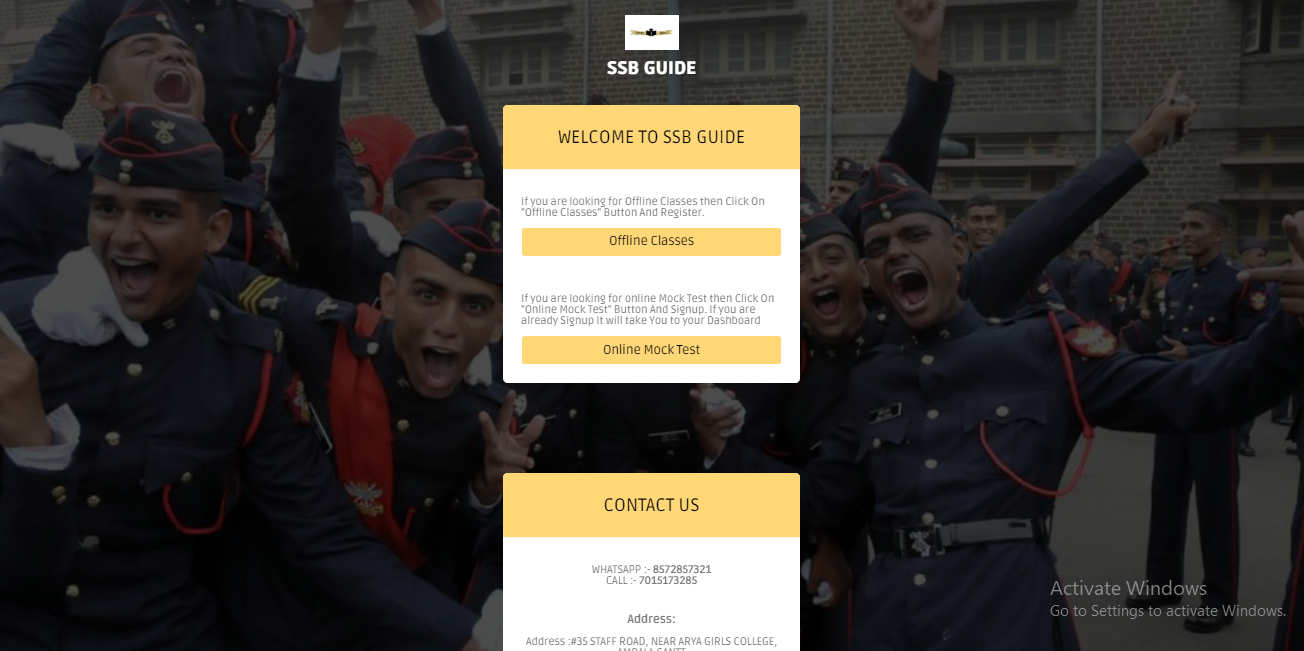 SSB GUIDE
WELCOME TO SSB GUIDE
If you are looking for Offline Classes then Click On
"Offline Classes" Button And Register.
Offline Classes
If you are looking for online Mock Test then Click On
"Online Mock Test" Button And Signup. If you are
already Signup It will take You to your Dashboard
Online Mock Test
CONTACT US
WHATSAPP :- 8572857321
CALL :- 7015173285
Address:
Address :#35 STAFF ROAD, NEAR ARYA GIRLS COLLEGE,
AMBALA CANTT
Activate Windows
Go to Settings to activate Windows.